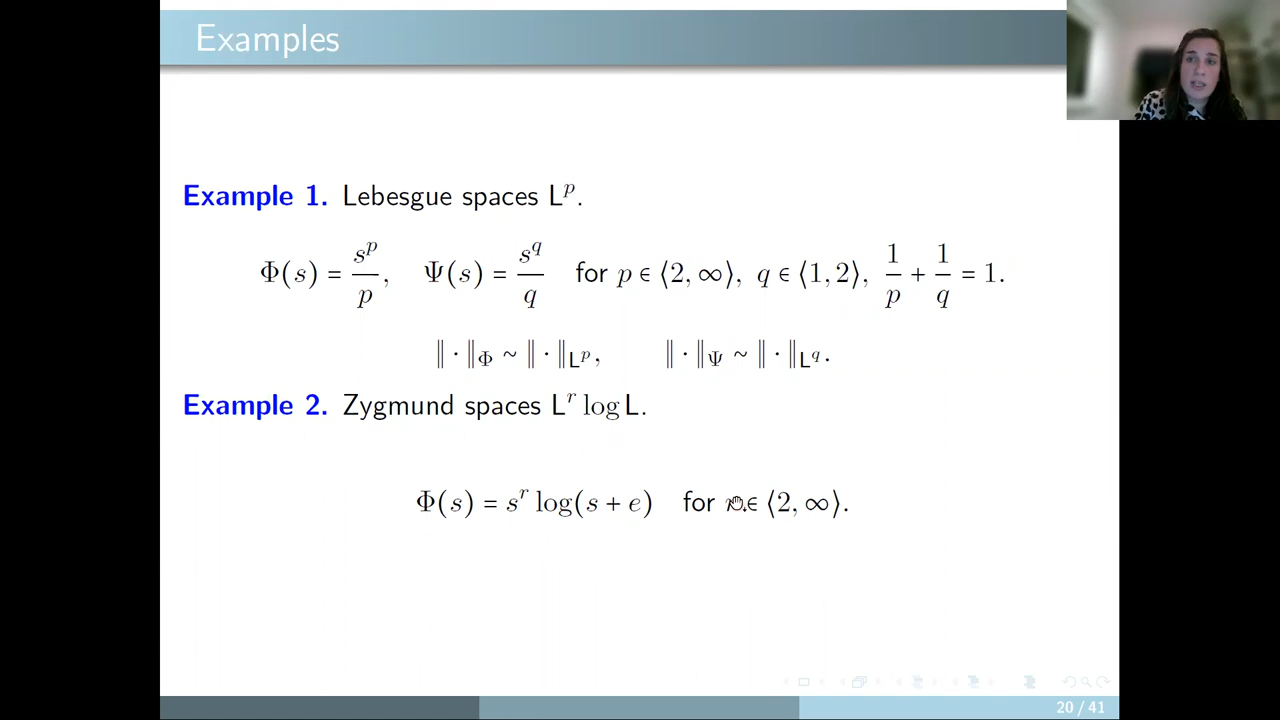 Examples
Example 1. Lebesgue spaces L^p.
Φ(s) = s^p/p, Ψ(s) = s^q/q for p ∈ ⟨2, ∞⟩, q ∈ ⟨1, 2⟩, 1/p + 1/q = 1.
‖·‖_Φ ~ ‖·‖_{L^p}, ‖·‖_Ψ ~ ‖·‖_{L^q}.
Example 2. Zygmund spaces L^r log L.
Φ(s) = s^r log(s + e) for r ∈ ⟨2, ∞⟩.
20 / 41